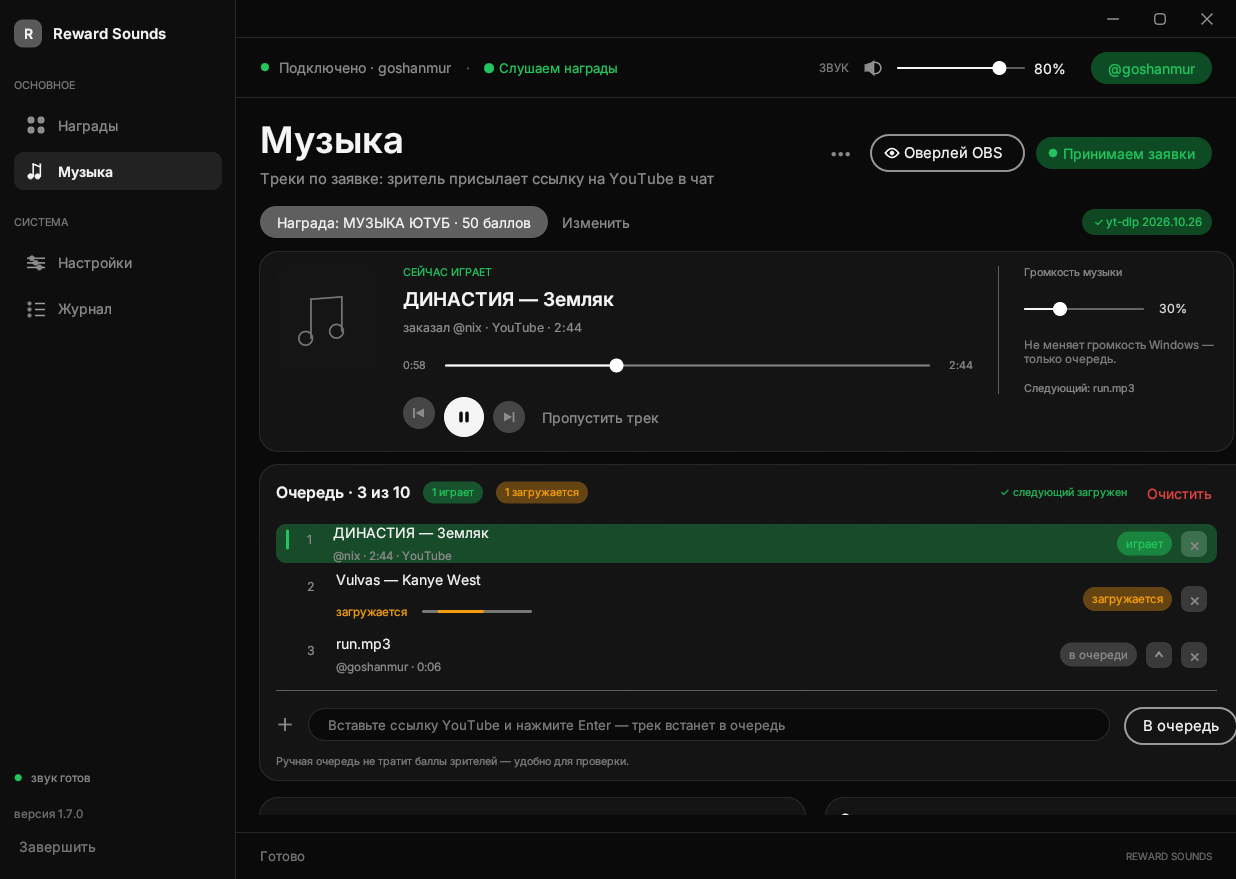 R Reward Sounds
ОСНОВНОЕ
Награды
Музыка
СИСТЕМА
Настройки
Журнал
звук готов
версия 1.7.0
Завершить
Подключено · goshanmur · Слушаем награды
ЗВУК 80% @goshanmur
Музыка
Треки по заявке: зритель присылает ссылку на YouTube в чат
Оверлей OBS
Принимаем заявки
Награда: МУЗЫКА ЮТУБ · 50 баллов Изменить
✓ yt-dlp 2026.10.26
СЕЙЧАС ИГРАЕТ
ДИНАСТИЯ — Земляк
заказал @nix · YouTube · 2:44
0:58 2:44
Пропустить трек
Громкость музыки
30%
Не меняет громкость Windows —
только очередь.
Следующий: run.mp3
Очередь · 3 из 10 1 играет 1 загружается
✓ следующий загружен Очистить
1 ДИНАСТИЯ — Земляк
@nix · 2:44 · YouTube
играет
2 Vulvas — Kanye West
загружается
загружается
3 run.mp3
@goshanmur · 0:06
в очереди
Вставьте ссылку YouTube и нажмите Enter — трек встанет в очередь
В очередь
Ручная очередь не тратит баллы зрителей — удобно для проверки.
Готово
REWARD SOUNDS